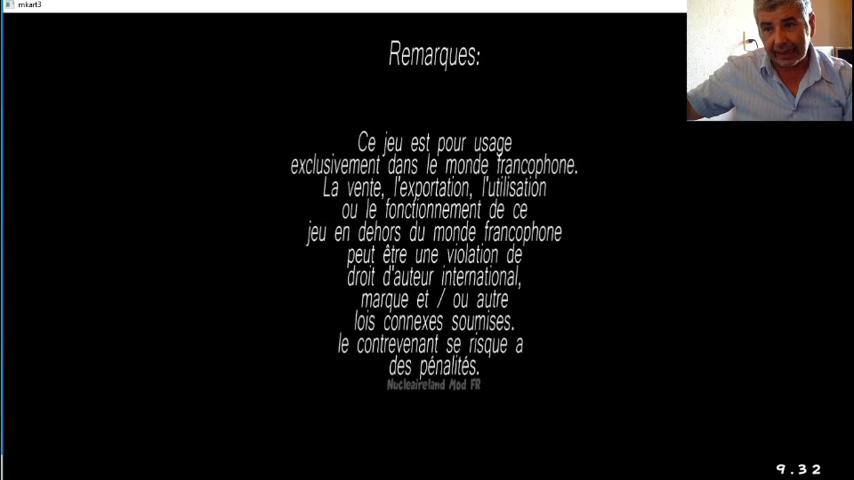 mkart3
Remarques:
Ce jeu est pour usage
exclusivement dans le monde francophone.
La vente, l'exportation, l'utilisation
ou le fonctionnement de ce
jeu en dehors du monde francophone
peut être une violation de
droit d'auteur international,
marque et / ou autre
lois connexes soumises.
le contrevenant se risque a
des pénalités.
Nucleaireland Mod FR
9.32